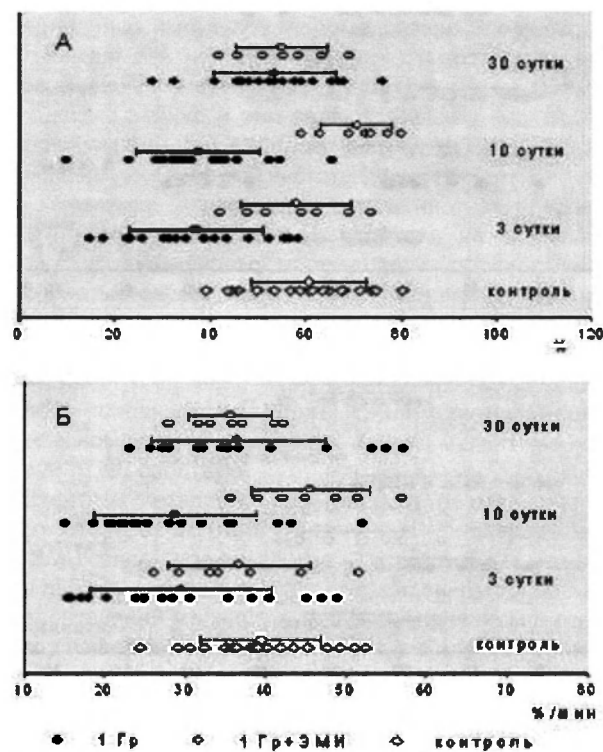 А
30 сутки
10 сутки
3 сутки
контроль
0 20 40 60 80 100 120
%
Б
30 сутки
10 сутки
3 сутки
контроль
10 20 30 40 50 60 70 80
%/мин
1 Гр 1 Гр+ЭМИ контроль